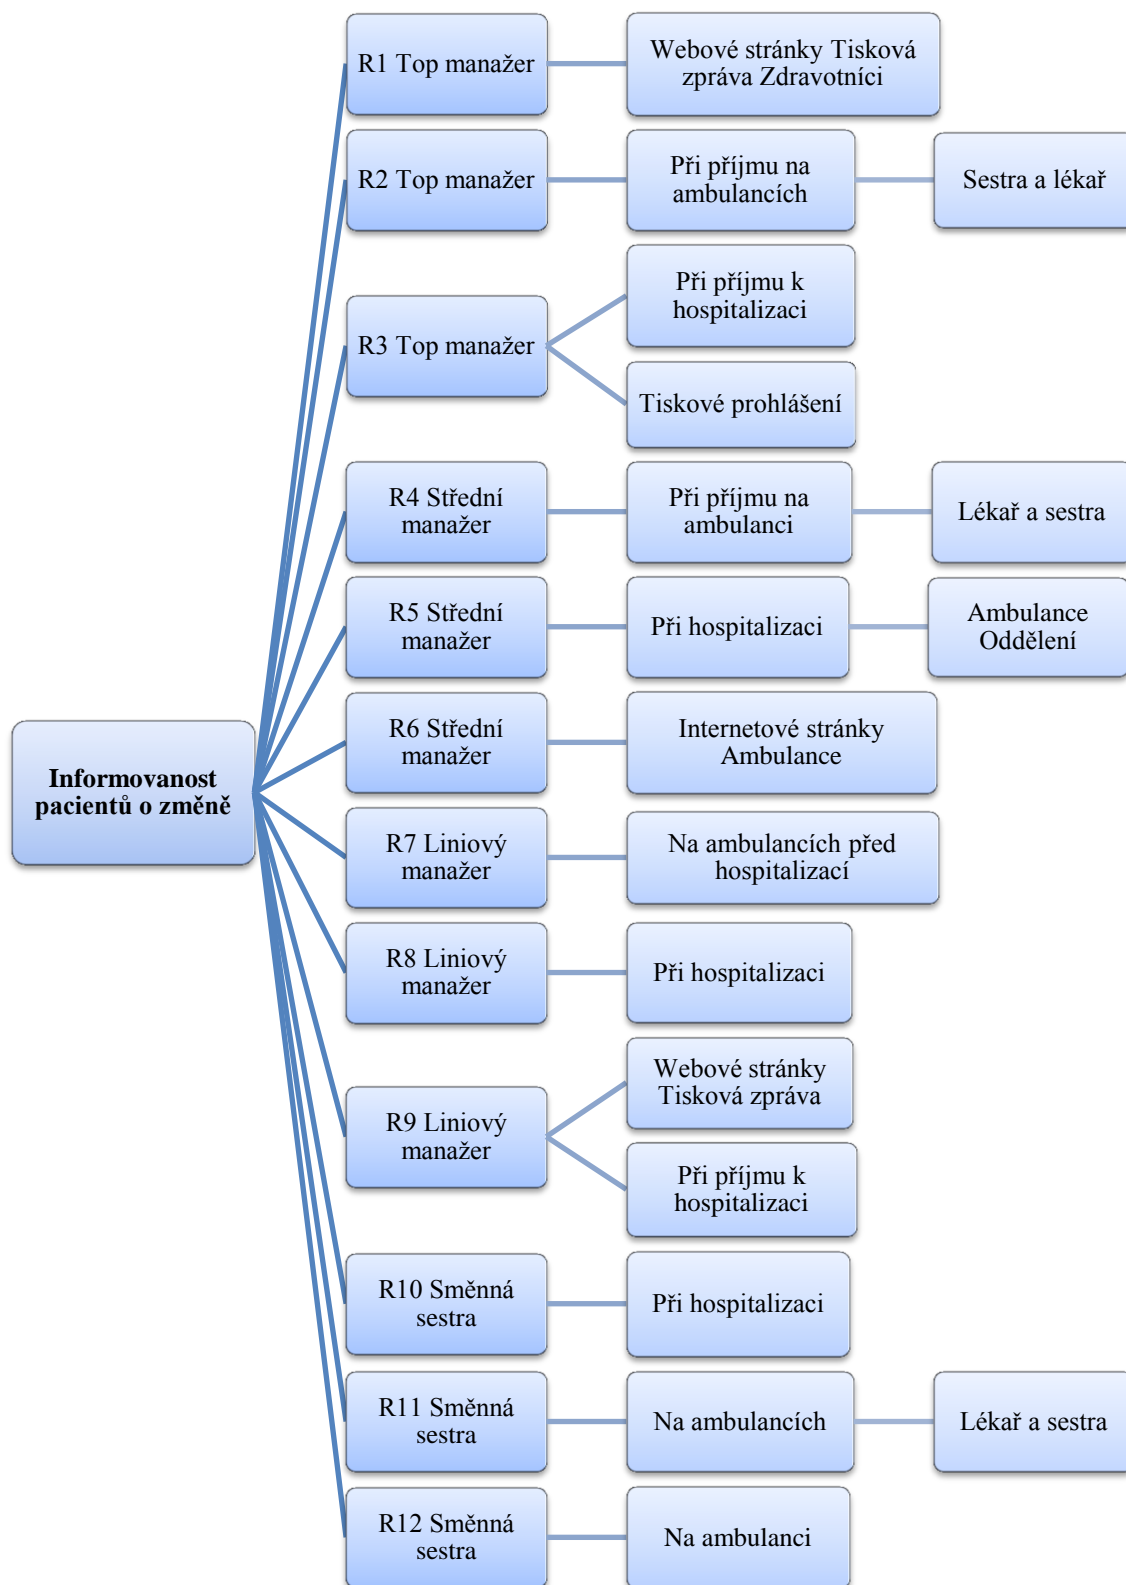 R1 Top manažer
Webové stránky Tisková
zpráva Zdravotníci
R2 Top manažer
Při příjmu na
ambulancích
Sestra a lékař
R3 Top manažer
Při příjmu k
hospitalizaci
Tiskové prohlášení
R4 Střední
manažer
Při příjmu na
ambulanci
Lékař a sestra
R5 Střední
manažer
Při hospitalizaci
Ambulance
Oddělení
Informovanost
pacientů o změně
R6 Střední
manažer
Internetové stránky
Ambulance
R7 Liniový
manažer
Na ambulancích před
hospitalizací
R8 Liniový
manažer
Při hospitalizaci
R9 Liniový
manažer
Webové stránky
Tisková zpráva
Při příjmu k
hospitalizaci
R10 Směnná
sestra
Při hospitalizaci
R11 Směnná
sestra
Na ambulancích
Lékař a sestra
R12 Směnná
sestra
Na ambulanci